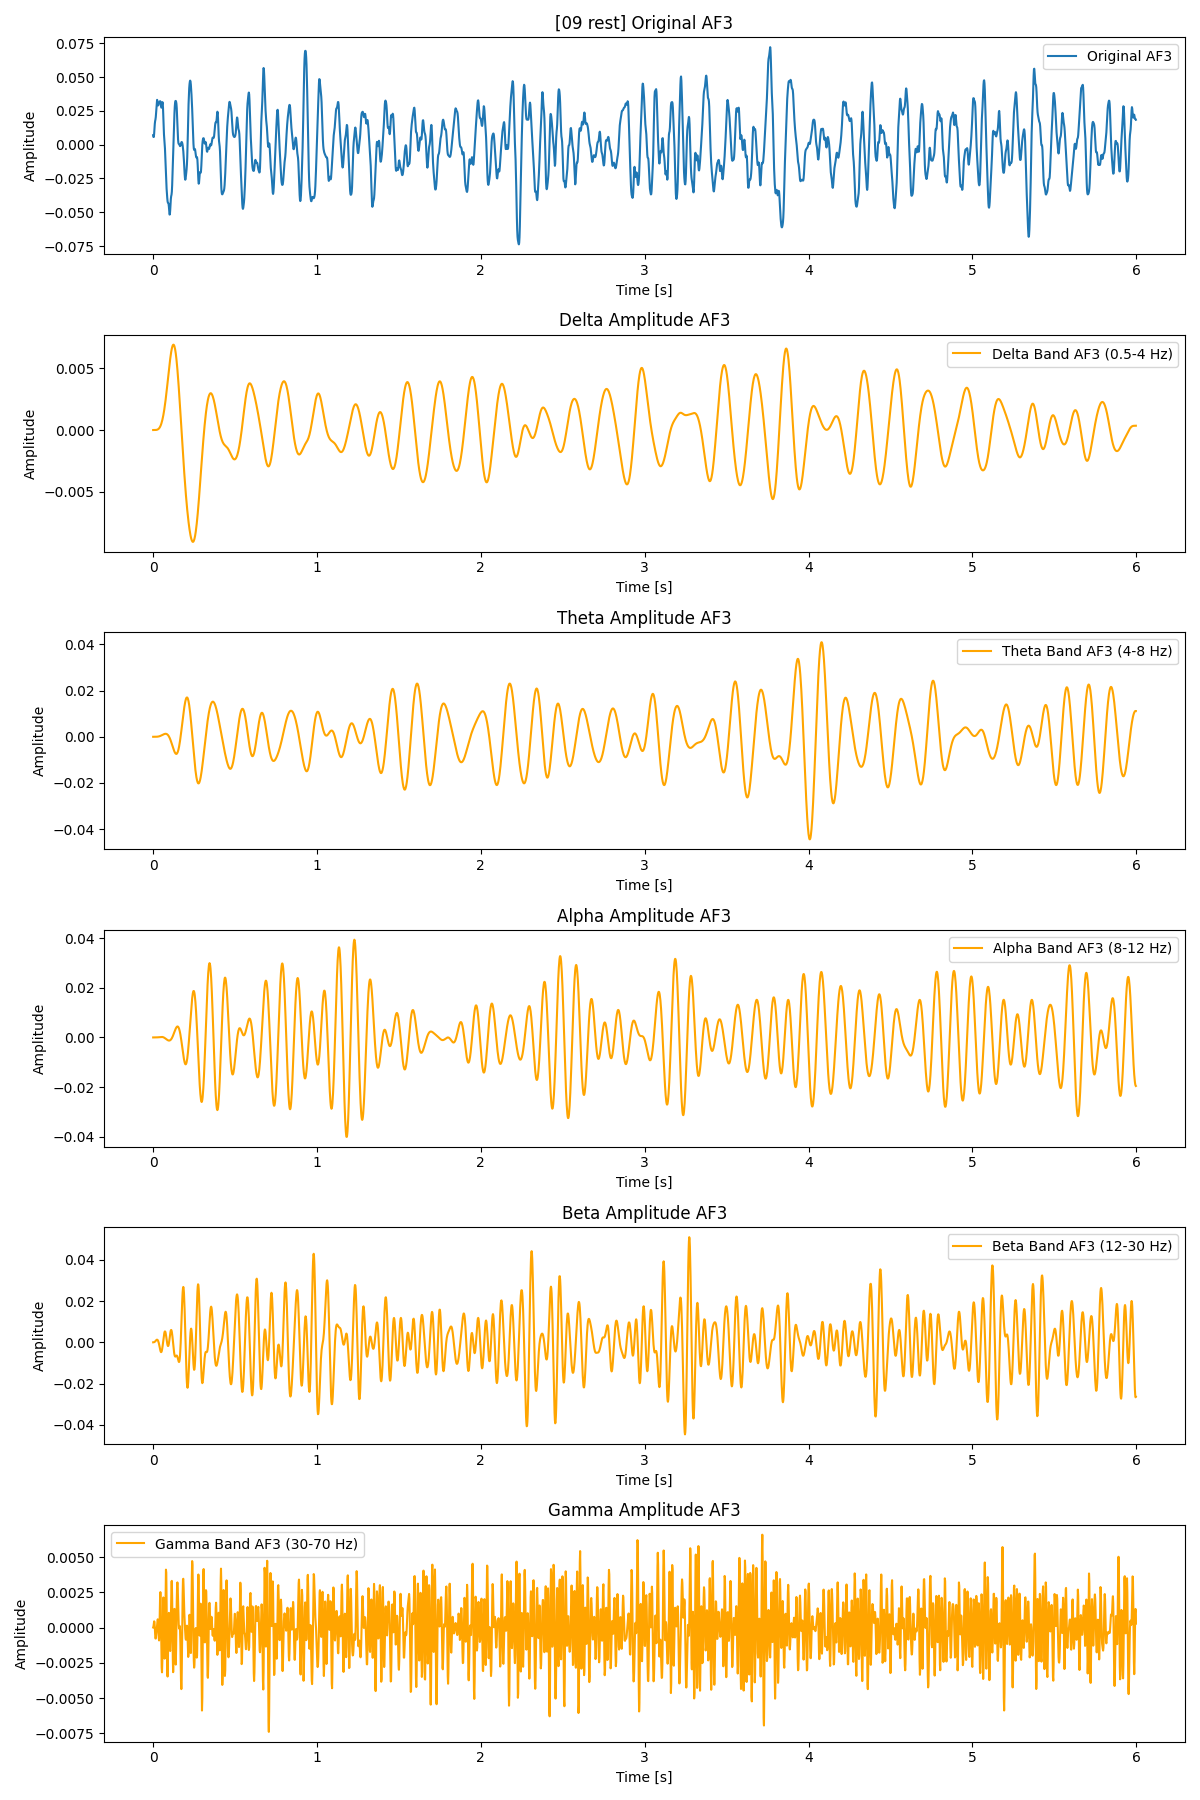 [09 rest] Original AF3
Original AF3
Amplitude
0.075
0.050
0.025
0.000
−0.025
−0.050
−0.075
0 1 2 3 4 5 6
Time [s]
Delta Amplitude AF3
Delta Band AF3 (0.5-4 Hz)
Amplitude
0.005
0.000
−0.005
0 1 2 3 4 5 6
Time [s]
Theta Amplitude AF3
Theta Band AF3 (4-8 Hz)
Amplitude
0.04
0.02
0.00
−0.02
−0.04
0 1 2 3 4 5 6
Time [s]
Alpha Amplitude AF3
Alpha Band AF3 (8-12 Hz)
Amplitude
0.04
0.02
0.00
−0.02
−0.04
0 1 2 3 4 5 6
Time [s]
Beta Amplitude AF3
Beta Band AF3 (12-30 Hz)
Amplitude
0.04
0.02
0.00
−0.02
−0.04
0 1 2 3 4 5 6
Time [s]
Gamma Amplitude AF3
Gamma Band AF3 (30-70 Hz)
Amplitude
0.0050
0.0025
0.0000
−0.0025
−0.0050
−0.0075
0 1 2 3 4 5 6
Time [s]